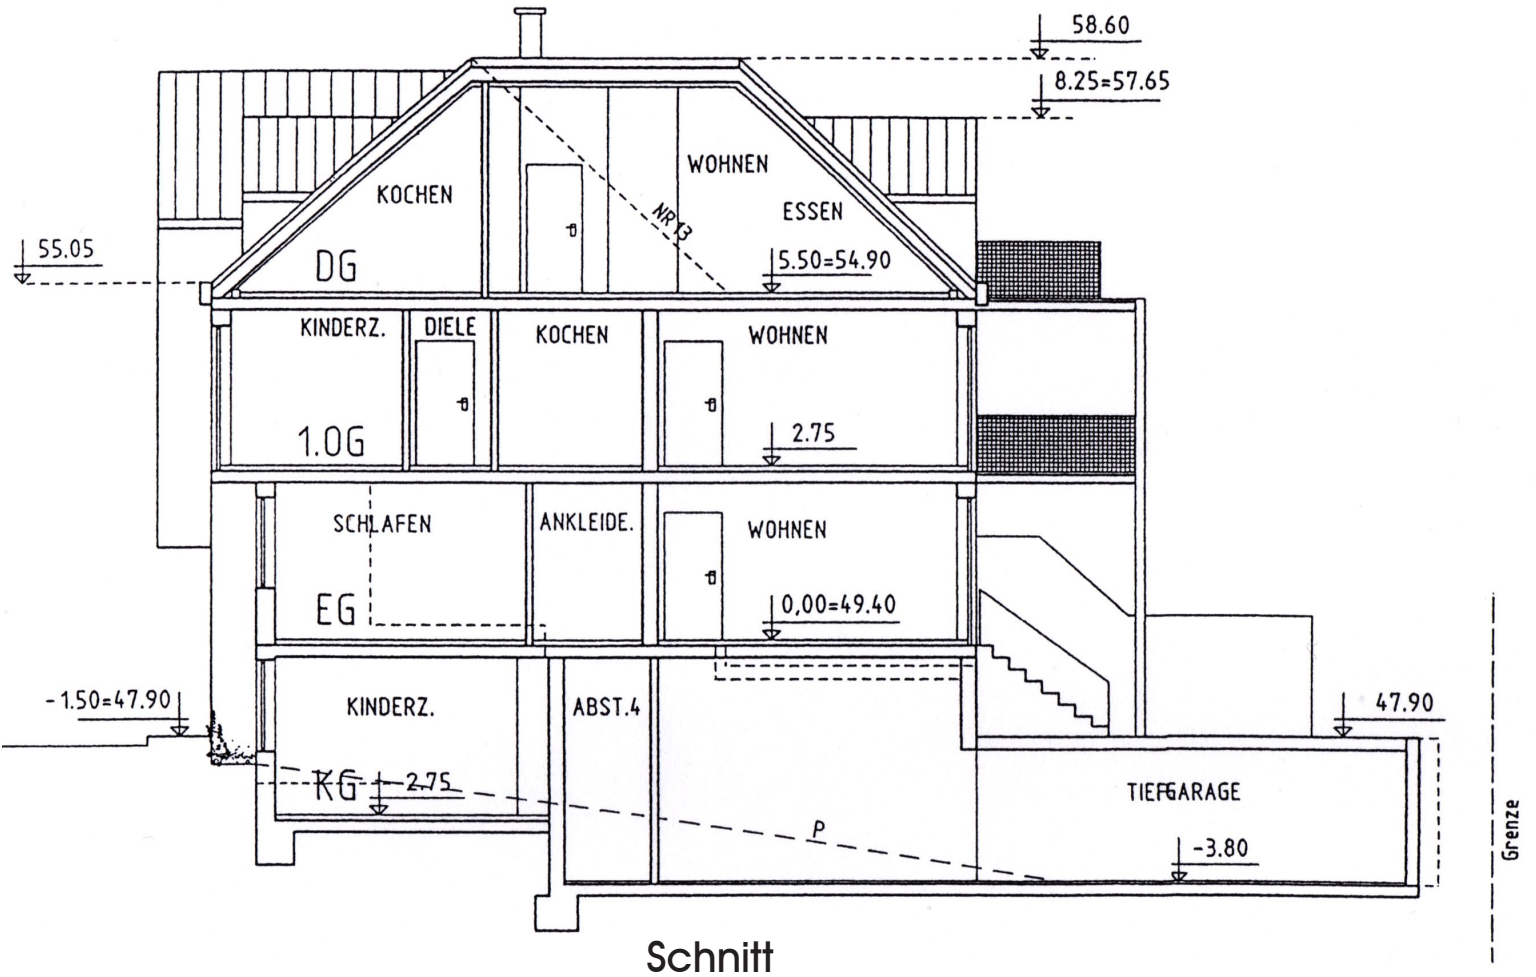 58.60
8.25=57.65
WOHNEN
KOCHEN
ESSEN
NR 13
55.05
DG
5.50=54.90
KINDERZ.
DIELE
KOCHEN
WOHNEN
1.OG
2.75
SCHLAFEN
ANKLEIDE.
WOHNEN
EG
0,00=49.40
-1.50=47.90
KINDERZ.
ABST.4
47.90
KG
2.75
TIEFGARAGE
P
-3.80
Grenze
Schnitt